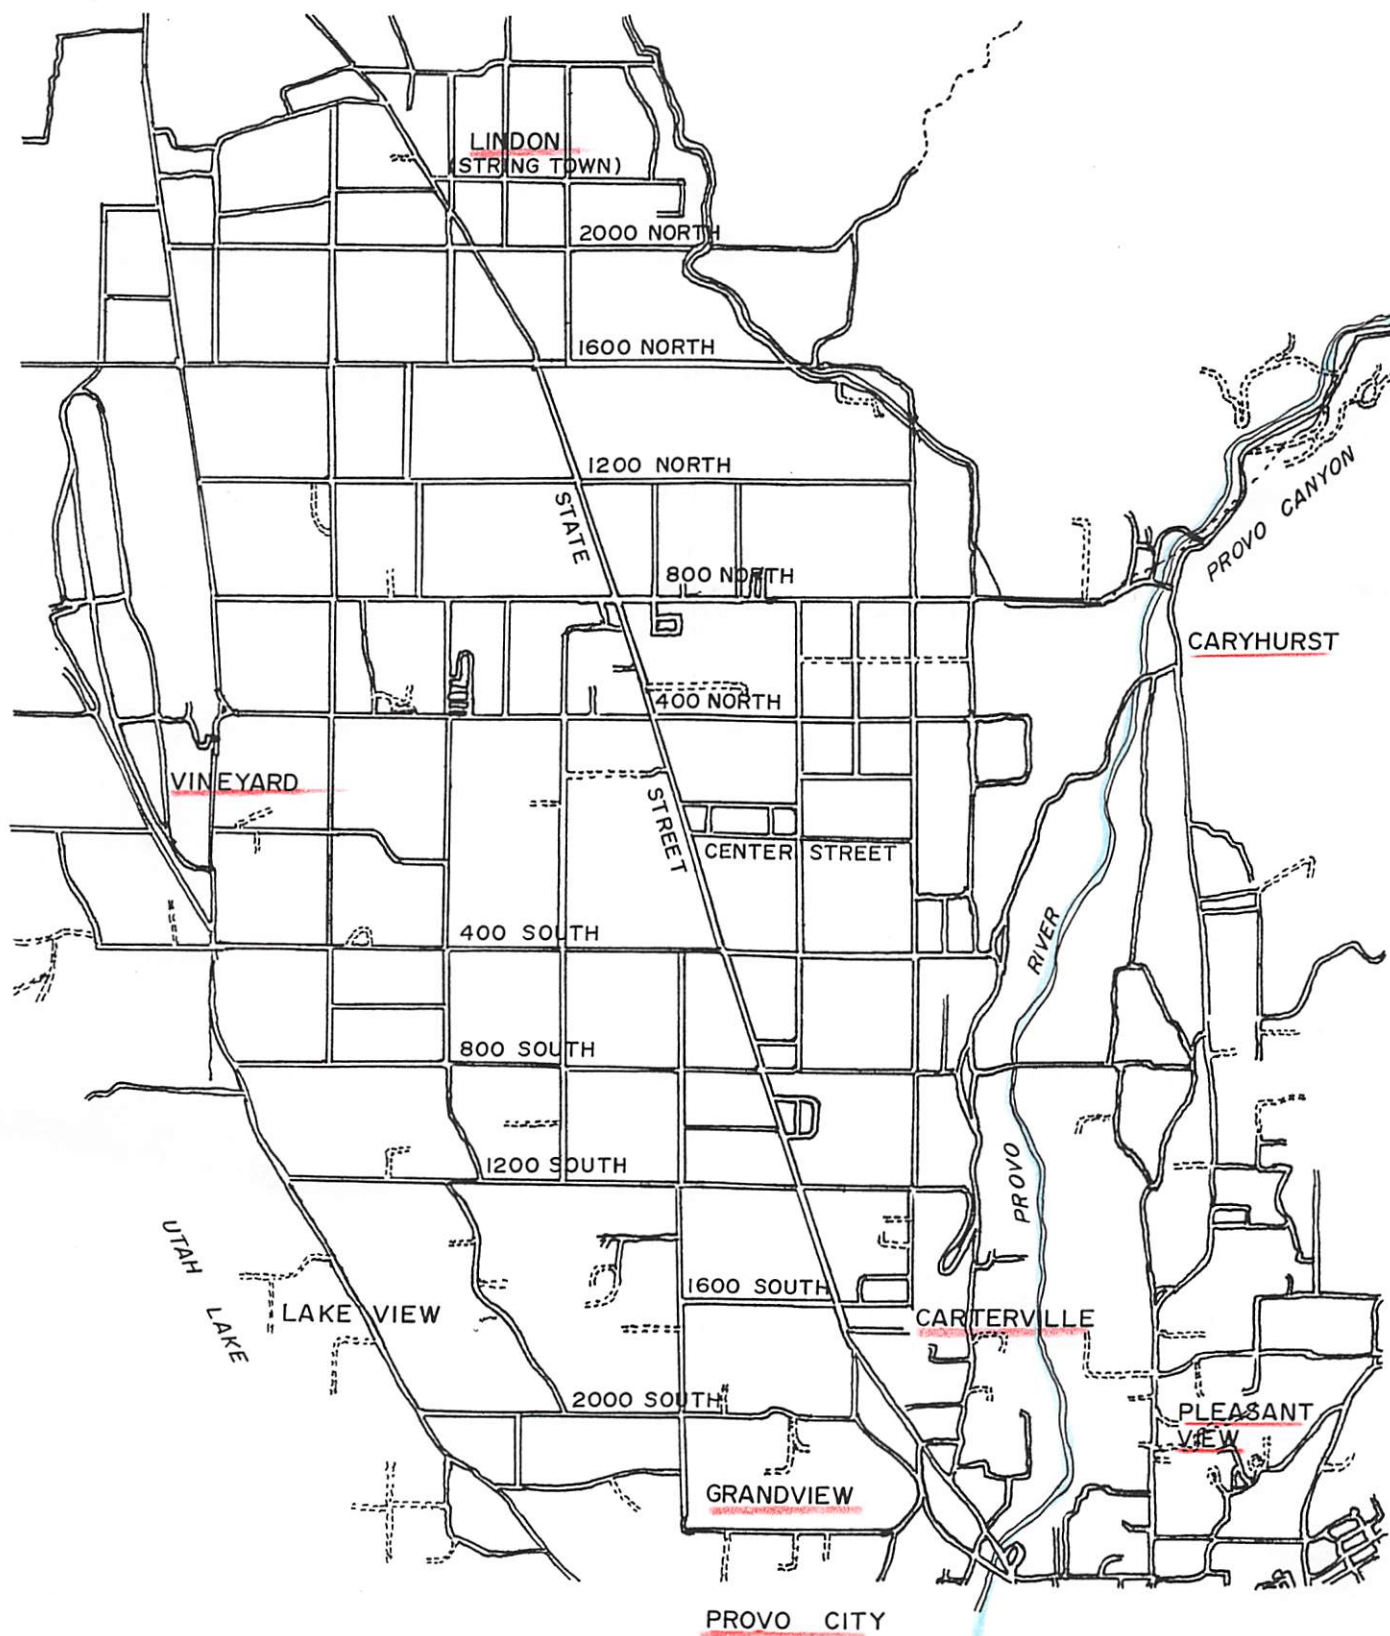 LINDON
(STRING TOWN)
2000 NORTH
1600 NORTH
1200 NORTH
STATE
PROVO CANYON
800 NORTH
CARYHURST
400 NORTH
VINEYARD
STREET
CENTER STREET
400 SOUTH
RIVER
800 SOUTH
1200 SOUTH
PROVO
UTAH
LAKE
1600 SOUTH
LAKE VIEW
CARTERVILLE
2000 SOUTH
PLEASANT
VIEW
GRANDVIEW
PROVO CITY